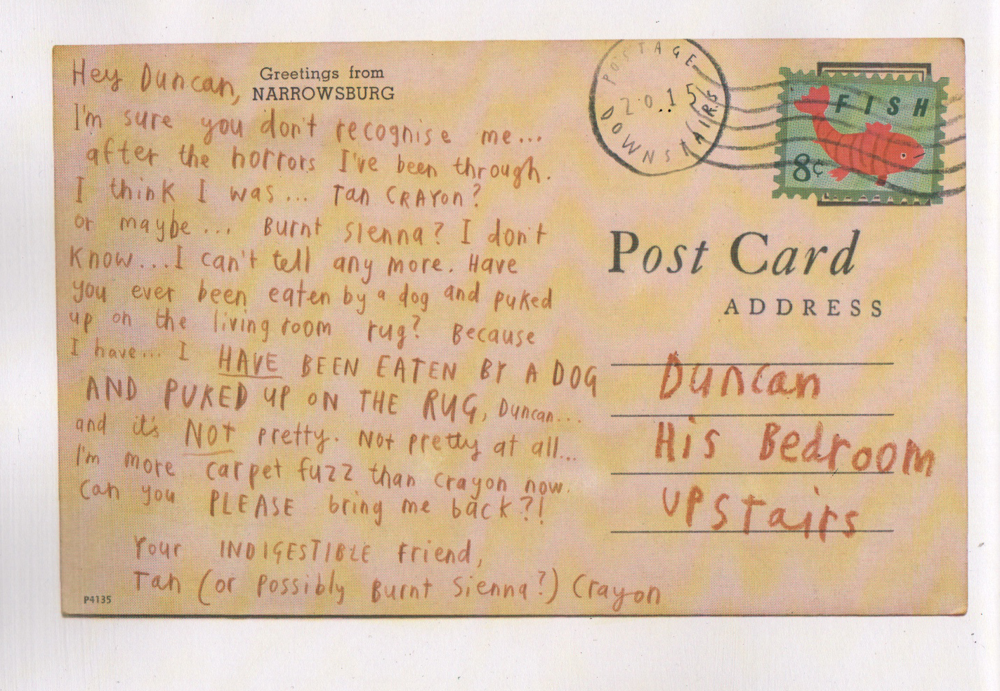 Hey Duncan,
Greetings from
NARROWSBURG
I'm sure you don't recognise me...
after the horrors I've been through.
I think I was... Tan CRAYon?
or maybe... Burnt Sienna? I don't
Know...I can't tell any more. Have
you ever been eaten by a dog and puked
up on the living room rug? Because
I have... I HAVE BEEN EATEN BY A DOG
AND PUKED UP ON THE RUG, Duncan...
and it's NOT pretty. Not pretty at all...
I'm more carpet fuzz than crayon now.
Can you PLEASE bring me back?!
Your INDIGESTIBLE Friend,
Tan (or Possibly Burnt Sienna?) Crayon
P4135
POSTAGE
2015
DOWNSTAIRS
FISH
8¢
Post Card
ADDRESS
Duncan
His Bedroom
UPStairs